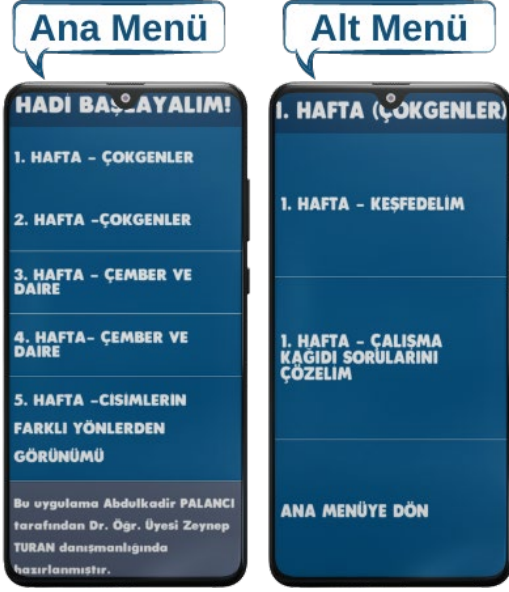 Ana Menü
HADİ BAŞLAYALIM!
1. HAFTA - ÇOKGENLER
2. HAFTA -ÇOKGENLER
3. HAFTA - ÇEMBER VE
DAİRE
4. HAFTA- ÇEMBER VE
DAİRE
5. HAFTA -CİSİMLERİN
FARKLI YÖNLERDEN
GÖRÜNÜMÜ
Bu uygulama Abdulkadir PALANCI
tarafından Dr. Öğr. Üyesi Zeynep
TURAN danışmanlığında
hazırlanmıştır.
Alt Menü
1. HAFTA (ÇOKGENLER)
1. HAFTA - KEŞFEDELİM
1. HAFTA - ÇALIŞMA
KAĞIDI SORULARINI
ÇÖZELİM
ANA MENÜYE DÖN